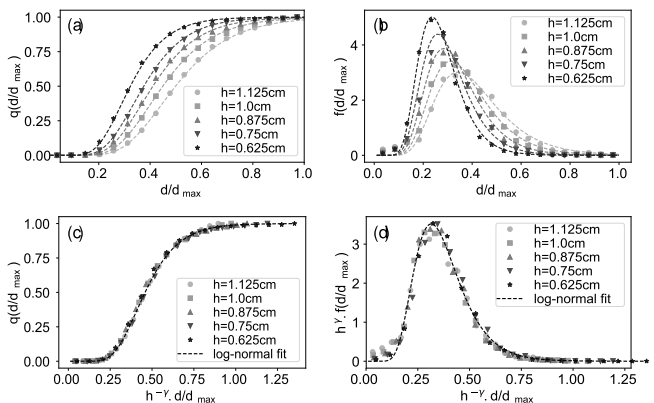 (a)
q(d/d max)
1.00
0.75
0.50
0.25
0.00
h=1.125cm
h=1.0cm
h=0.875cm
h=0.75cm
h=0.625cm
0.2 0.4 0.6 0.8 1.0
d/d max
(b)
f(d/d max)
4
2
0
h=1.125cm
h=1.0cm
h=0.875cm
h=0.75cm
h=0.625cm
0.0 0.2 0.4 0.6 0.8 1.0
d/d max
(c)
q(d/d max)
1.00
0.75
0.50
0.25
0.00
h=1.125cm
h=1.0cm
h=0.875cm
h=0.75cm
h=0.625cm
log-normal fit
0.00 0.25 0.50 0.75 1.00 1.25
h −γ. d/d max
(d)
hγ. f(d/d max)
3
2
1
0
h=1.125cm
h=1.0cm
h=0.875cm
h=0.75cm
h=0.625cm
log-normal fit
0.00 0.25 0.50 0.75 1.00 1.25
h −γ. d/d max